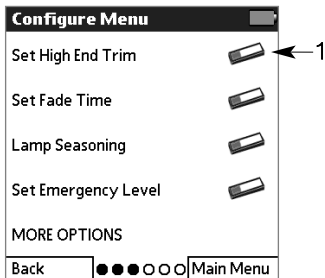 Configure Menu
Set High End Trim
1
Set Fade Time
Lamp Seasoning
Set Emergency Level
MORE OPTIONS
Back
Main Menu